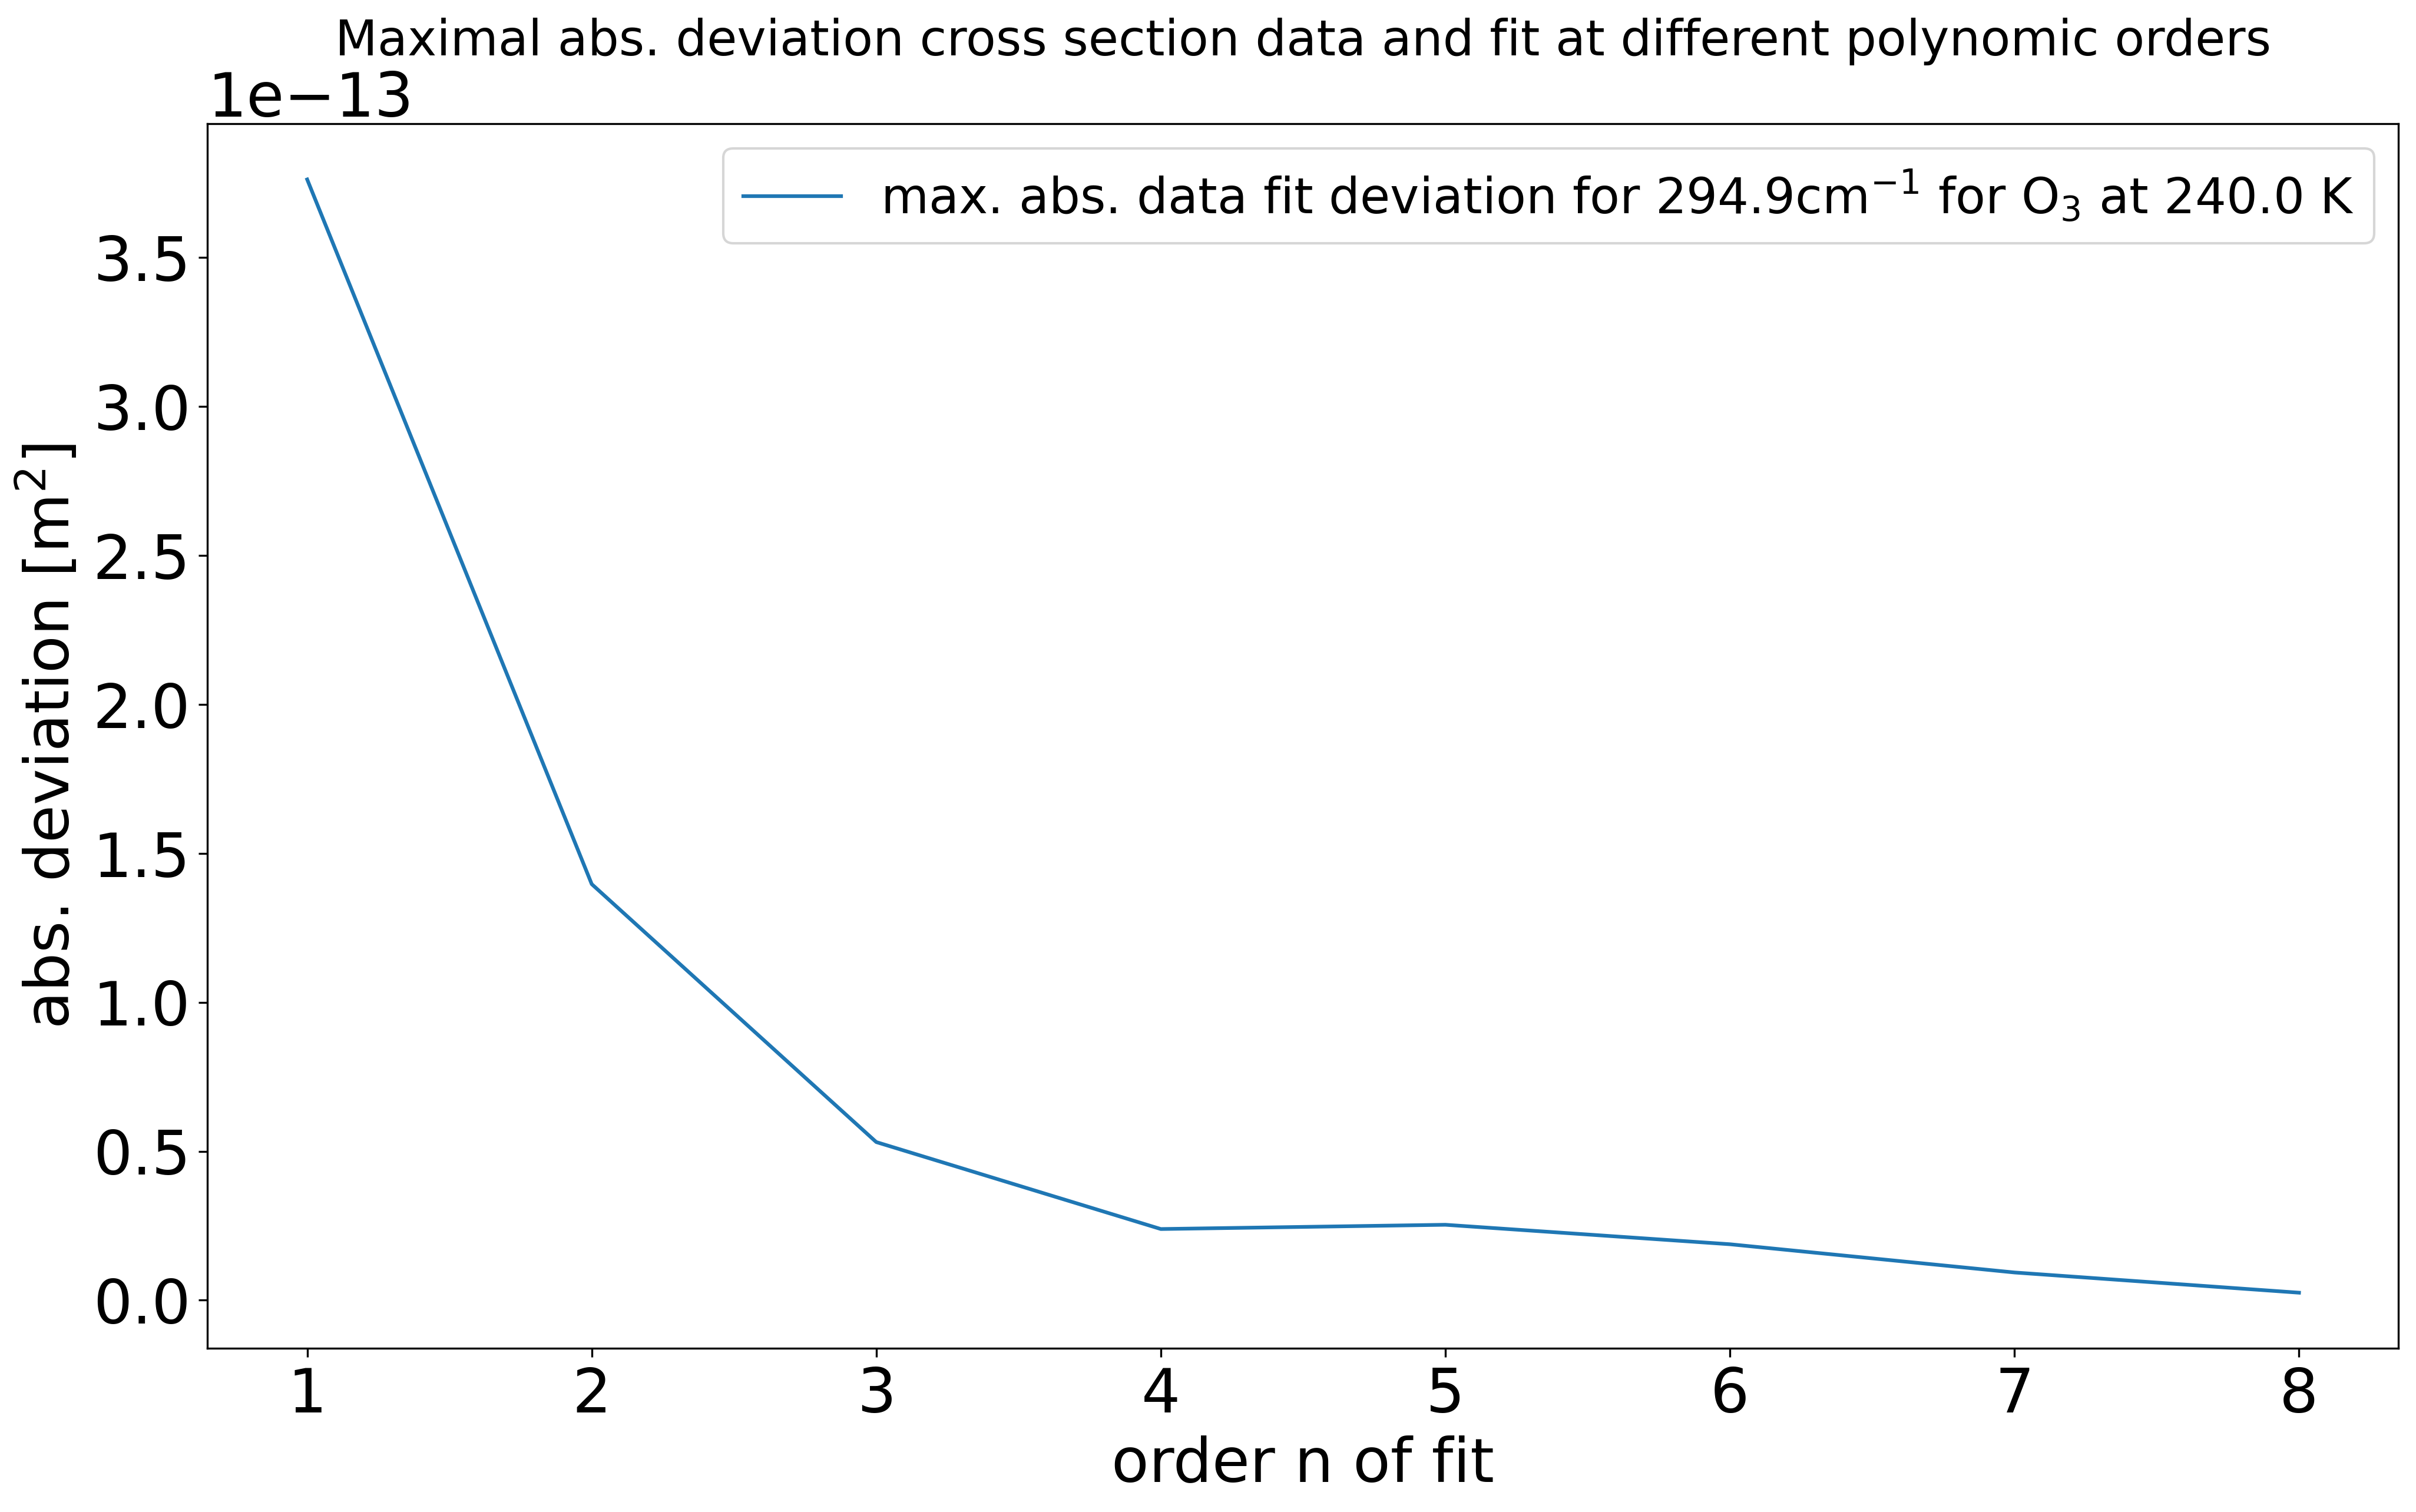 Maximal abs. deviation cross section data and fit at different polynomic orders
1e−13
max. abs. data fit deviation for 294.9cm⁻¹ for O₃ at 240.0 K
abs. deviation [m²]
3.5
3.0
2.5
2.0
1.5
1.0
0.5
0.0
1 2 3 4 5 6 7 8
order n of fit